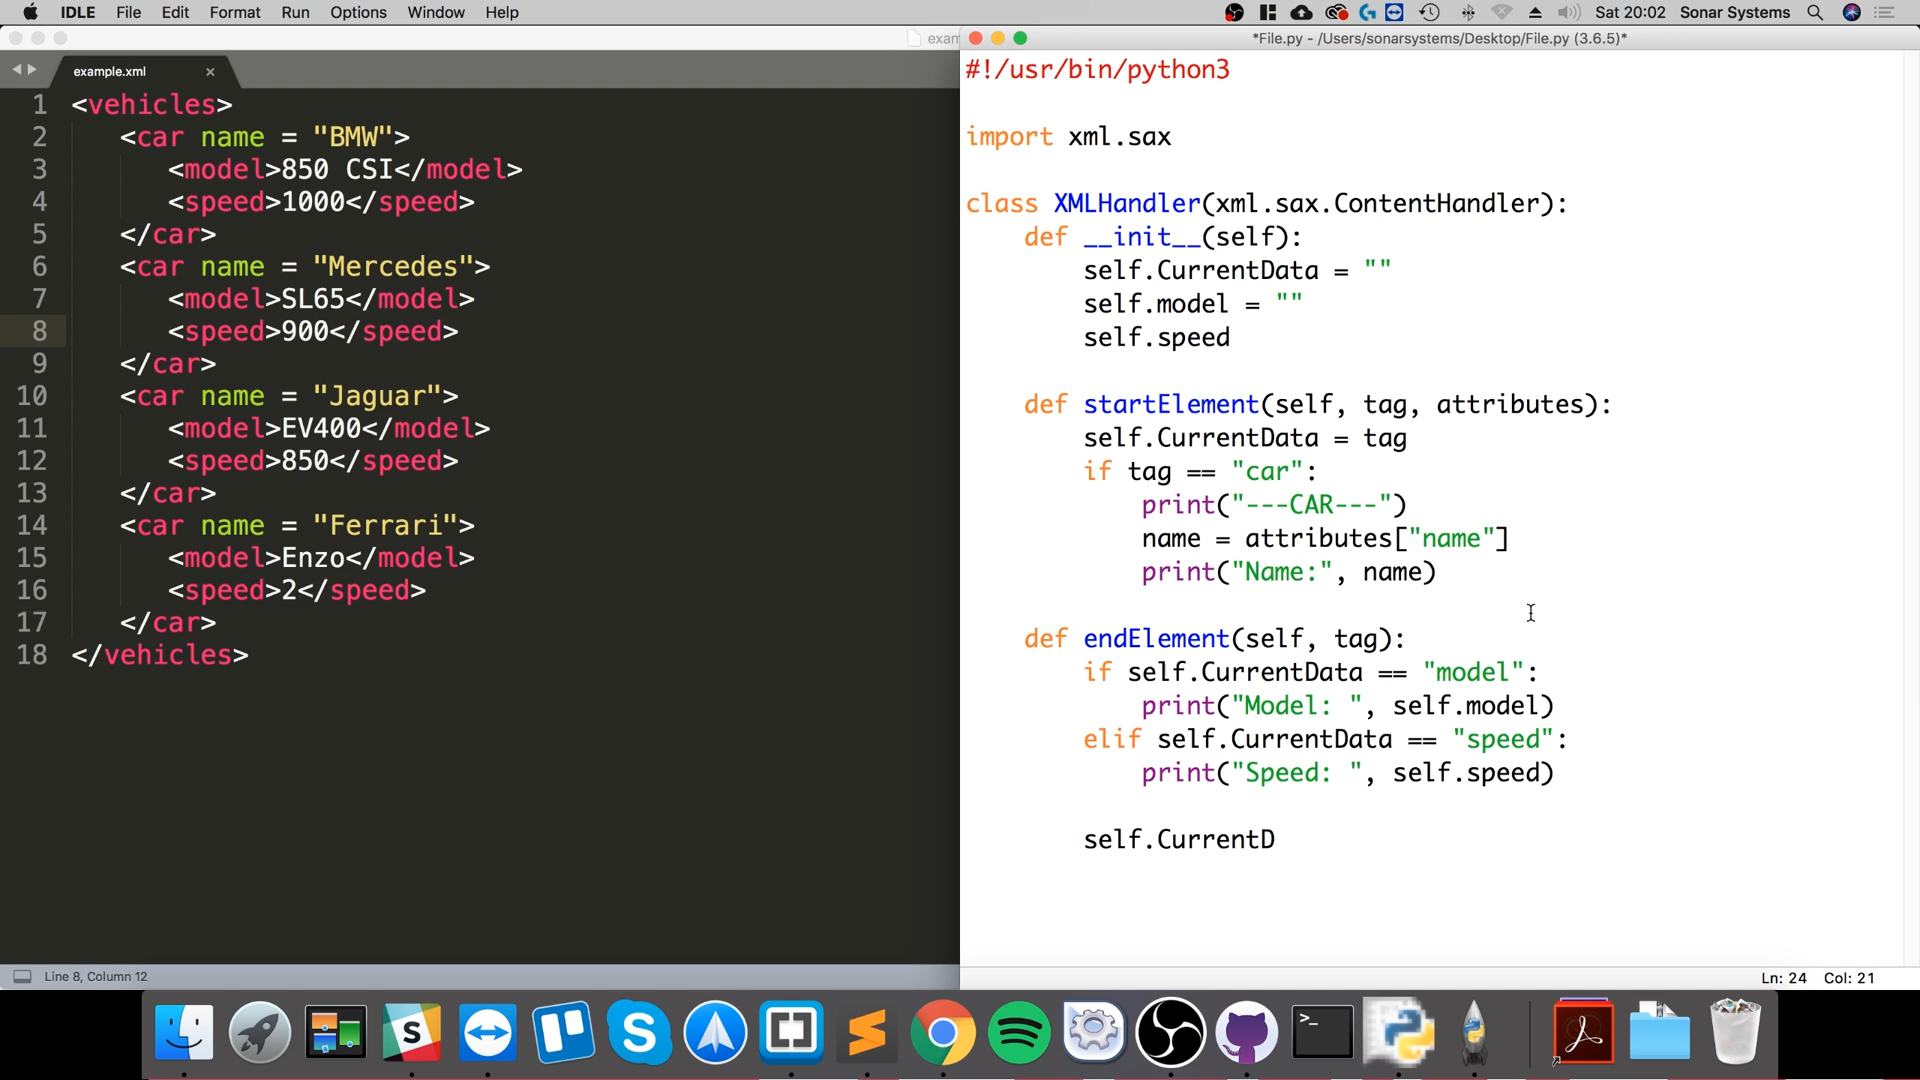 IDLE File Edit Format Run Options Window Help
Sat 20:02 Sonar Systems
exam
*File.py - /Users/sonarsystems/Desktop/File.py (3.6.5)*
example.xml
1 <vehicles>
2 <car name = "BMW">
3 <model>850 CSI</model>
4 <speed>1000</speed>
5 </car>
6 <car name = "Mercedes">
7 <model>SL65</model>
8 <speed>900</speed>
9 </car>
10 <car name = "Jaguar">
11 <model>EV400</model>
12 <speed>850</speed>
13 </car>
14 <car name = "Ferrari">
15 <model>Enzo</model>
16 <speed>2</speed>
17 </car>
18 </vehicles>
Line 8, Column 12
#!/usr/bin/python3
import xml.sax
class XMLHandler(xml.sax.ContentHandler):
def __init__(self):
self.CurrentData = ""
self.model = ""
self.speed
def startElement(self, tag, attributes):
self.CurrentData = tag
if tag == "car":
print("---CAR---")
name = attributes["name"]
print("Name:", name)
def endElement(self, tag):
if self.CurrentData == "model":
print("Model: ", self.model)
elif self.CurrentData == "speed":
print("Speed: ", self.speed)
self.CurrentD
Ln: 24 Col: 21